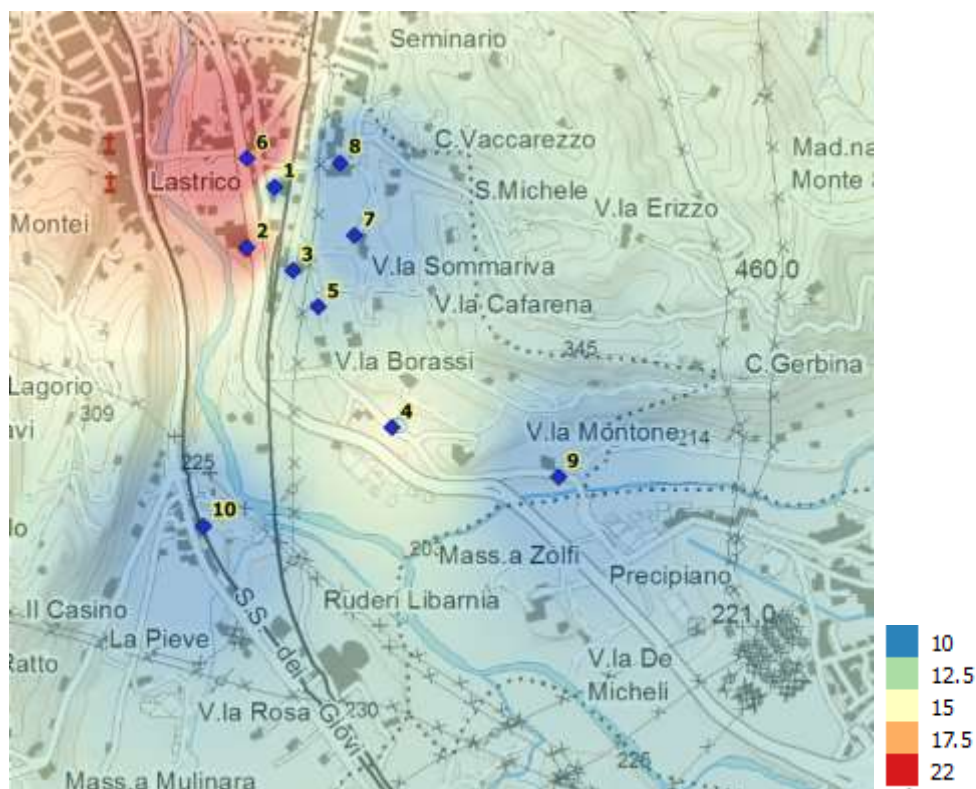 Seminario
C.Vaccarezzo
Mad.na
Monte
6
8
1
Lastrico
S.Michele
V.la Erizzo
Montei
2
7
3
V.la Sommariva
460.0
5
V.la Cafarena
345
V.la Borassi
C.Gerbina
Lagorio
309
4
avi
V.la Montone
214
225
9
10
lo
203
Mass.a Zolfi
Precipiano
Il Casino
Ruderi Libarnia
221.0
La Pieve
S.S. dei Giovi
Ratto
V.la De
Micheli
V.la Rosa
230
226
Mass.a Mulinara
10
12.5
15
17.5
22